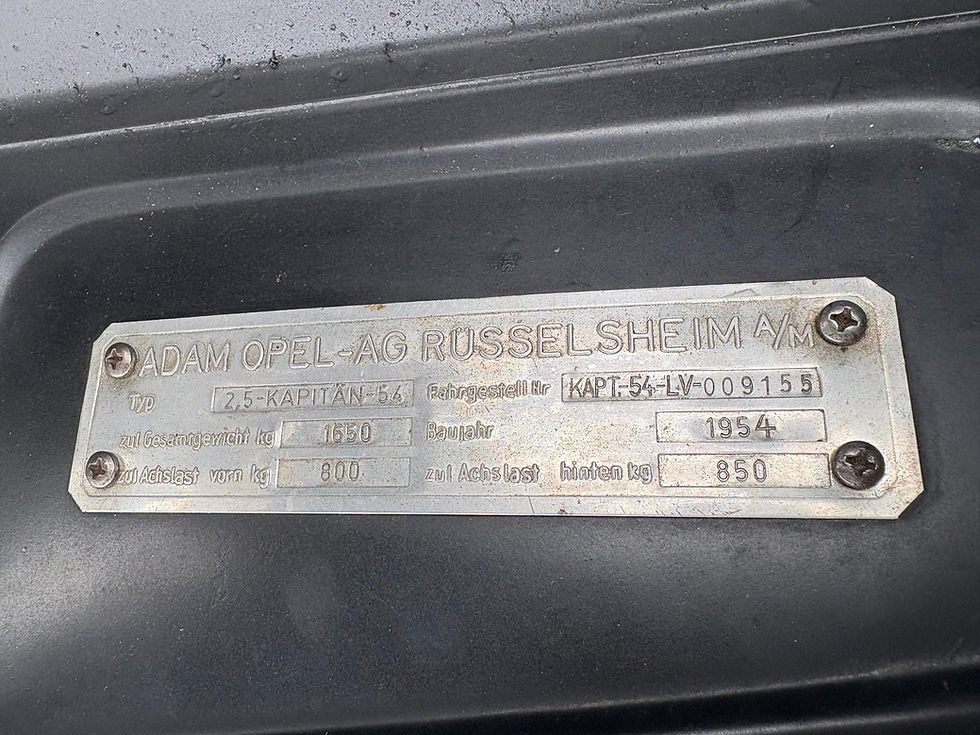 ADAM OPEL-AG RÜSSELSHEIM A/M
Typ 2,5-KAPITÄN-54 Fahrgestell Nr KAPT.-54-LV-009155
zul Gesamtgewicht kg 1650 Baujahr 1954
zul Achslast vorn kg 800 zul Achslast hinten kg 850